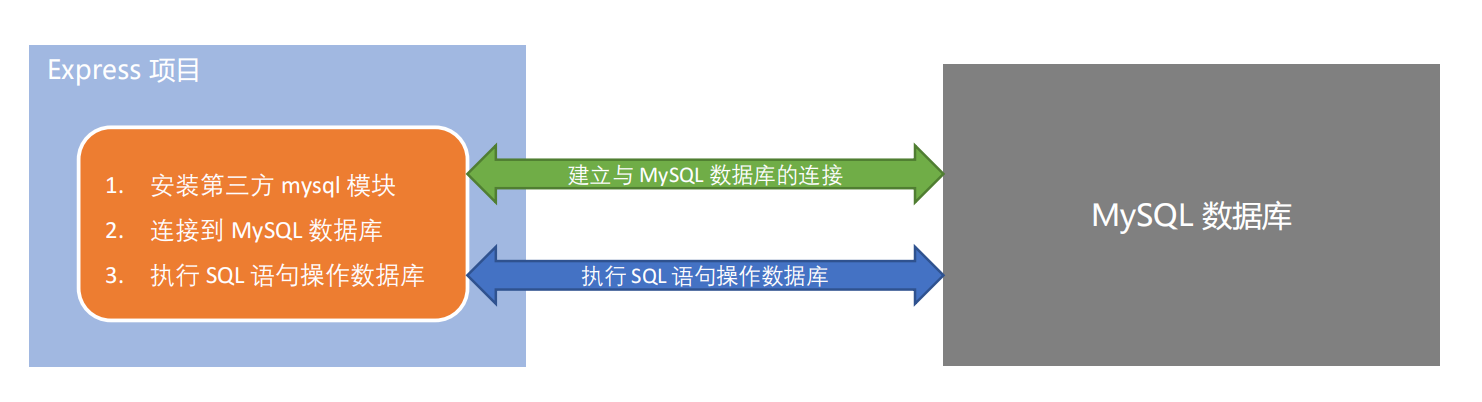 Express 项目
1. 安装第三方 mysql 模块
2. 连接到 MySQL 数据库
3. 执行 SQL 语句操作数据库
建立与 MySQL 数据库的连接
执行 SQL 语句操作数据库
MySQL 数据库